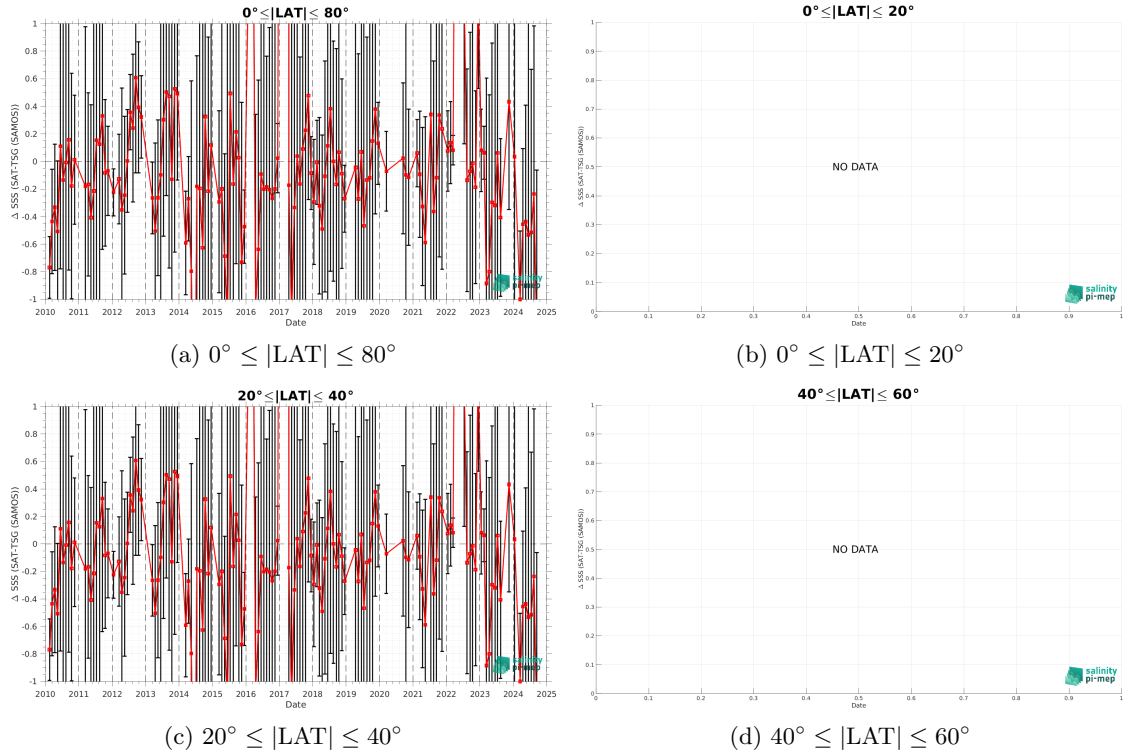 0°≤|LAT|≤ 80°
Δ SSS (SAT-TSG (SAMOS))
1
0.8
0.6
0.4
0.2
0
-0.2
-0.4
-0.6
-0.8
-1
2010 2011 2012 2013 2014 2015 2016 2017 2018 2019 2020 2021 2022 2023 2024 2025
Date
salinity
pi-mep
(a) 0° ≤ |LAT| ≤ 80°
0°≤|LAT|≤ 20°
Δ SSS (SAT-TSG (SAMOS))
1
0.9
0.8
0.7
0.6
0.5
0.4
0.3
0.2
0.1
0
NO DATA
0 0.1 0.2 0.3 0.4 0.5 0.6 0.7 0.8 0.9 1
Date
salinity
pi-mep
(b) 0° ≤ |LAT| ≤ 20°
20°≤|LAT|≤ 40°
Δ SSS (SAT-TSG (SAMOS))
1
0.8
0.6
0.4
0.2
0
-0.2
-0.4
-0.6
-0.8
-1
2010 2011 2012 2013 2014 2015 2016 2017 2018 2019 2020 2021 2022 2023 2024 2025
Date
salinity
pi-mep
(c) 20° ≤ |LAT| ≤ 40°
40°≤|LAT|≤ 60°
Δ SSS (SAT-TSG (SAMOS))
1
0.9
0.8
0.7
0.6
0.5
0.4
0.3
0.2
0.1
0
NO DATA
0 0.1 0.2 0.3 0.4 0.5 0.6 0.7 0.8 0.9 1
Date
salinity
pi-mep
(d) 40° ≤ |LAT| ≤ 60°